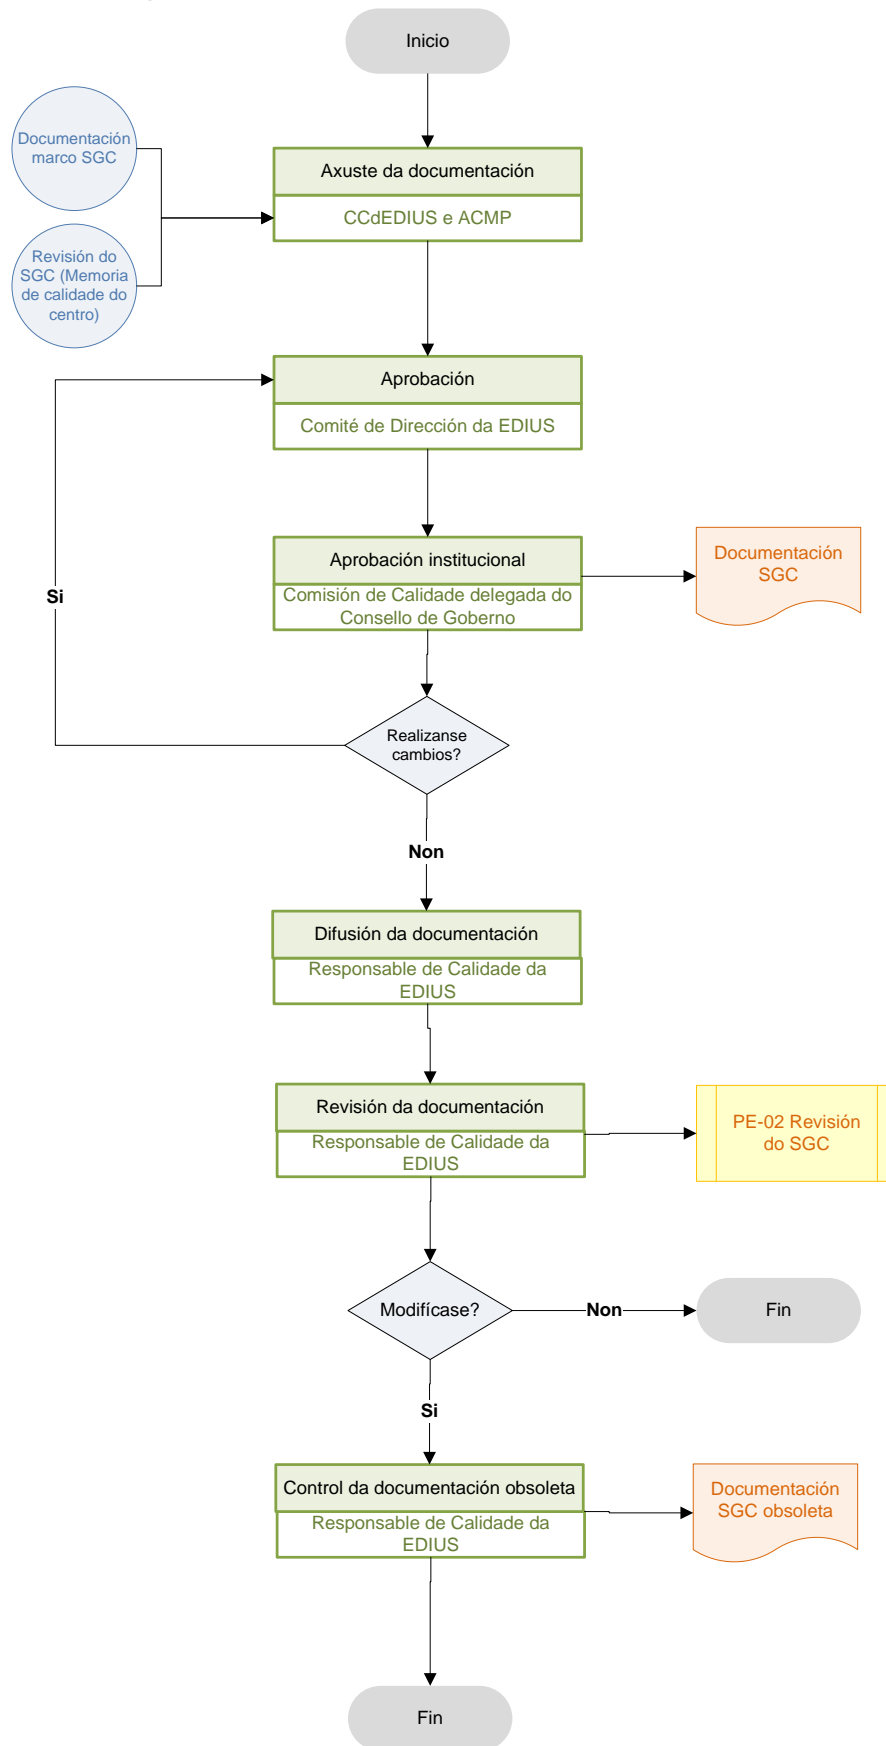 Inicio
Documentación
marco SGC
Revisión do
SGC (Memoria
de calidade do
centro)
Axuste da documentación
CCdEDIUS e ACMP
Aprobación
Comité de Dirección da EDIUS
Aprobación institucional
Comisión de Calidade delegada do
Consello de Goberno
Documentación
SGC
Si
Realizanse
cambios?
Non
Difusión da documentación
Responsable de Calidade da
EDIUS
Revisión da documentación
Responsable de Calidade da
EDIUS
PE-02 Revisión
do SGC
Modifícase?
Non
Fin
Si
Control da documentación obsoleta
Responsable de Calidade da
EDIUS
Documentación
SGC obsoleta
Fin